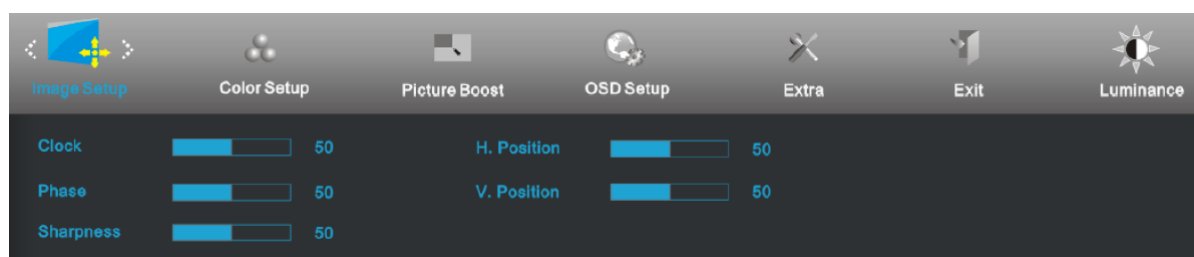 Image Setup Color Setup Picture Boost OSD Setup Extra Exit Luminance
Clock 50 H. Position 50
Phase 50 V. Position 50
Sharpness 50